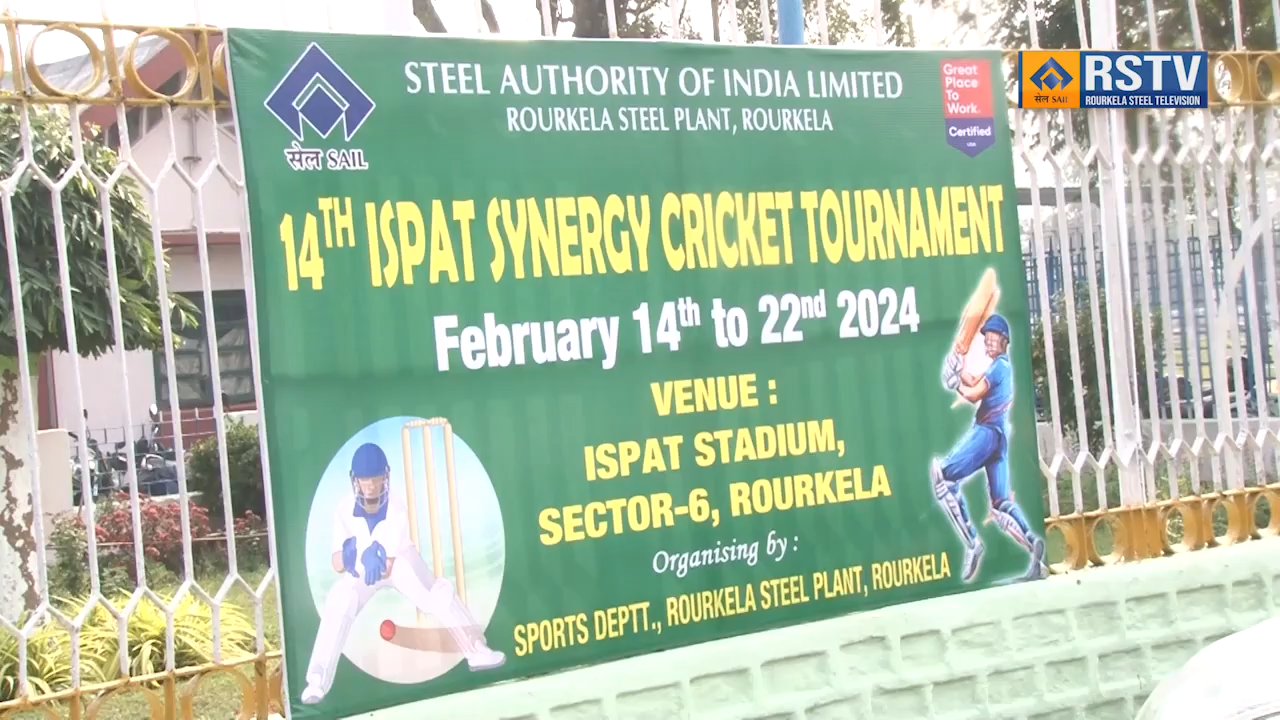 STEEL AUTHORITY OF INDIA LIMITED
ROURKELA STEEL PLANT, ROURKELA
सेल SAIL
Great
Place
To
Work.
Certified
सेल SAIL
RSTV
ROURKELA STEEL TELEVISION
14TH ISPAT SYNERGY CRICKET TOURNAMENT
February 14th to 22nd 2024
VENUE :
ISPAT STADIUM,
SECTOR-6, ROURKELA
Organising by :
SPORTS DEPTT., ROURKELA STEEL PLANT, ROURKELA